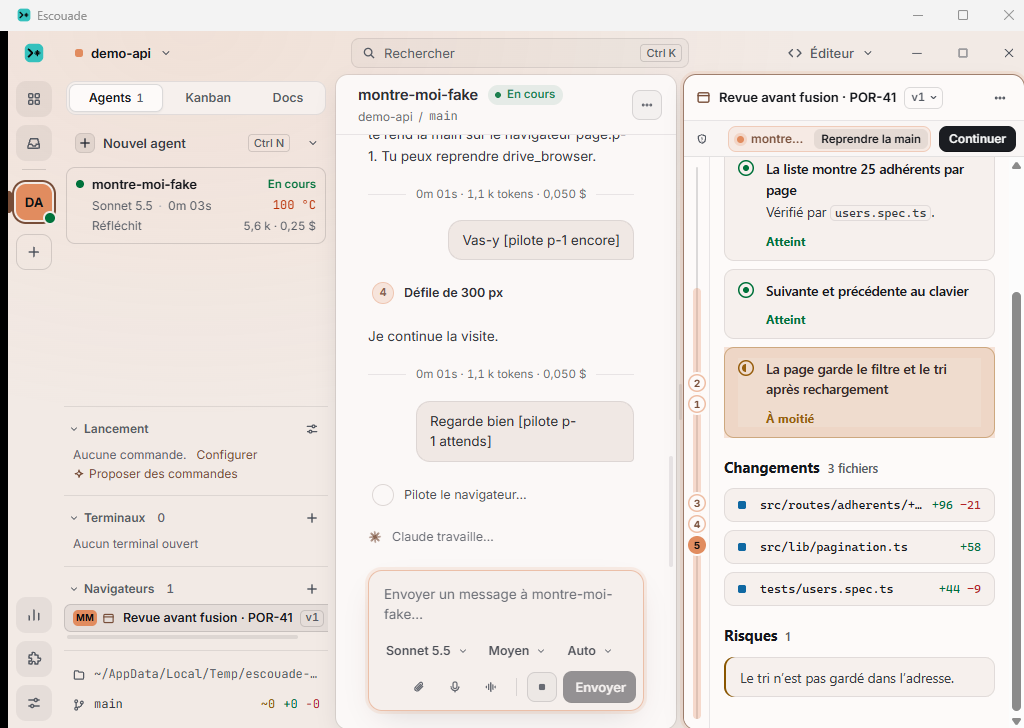 Escouade
demo-api
Rechercher
Ctrl K
Éditeur
Agents 1
Kanban
Docs
Nouvel agent
Ctrl N
montre-moi-fake
En cours
Sonnet 5.5 · 0m 03s
100 °C
Réfléchit
5,6 k · 0,25 $
DA
Lancement
Aucune commande. Configurer
Proposer des commandes
Terminaux 0
Aucun terminal ouvert
Navigateurs 1
MM
Revue avant fusion · POR-41
v1
~/AppData/Local/Temp/escouade-…
main
~0 +0 -0
montre-moi-fake
En cours
demo-api / main
te rend la main sur le navigateur page.p-
1. Tu peux reprendre drive_browser.
0m 01s · 1,1 k tokens · 0,050 $
Vas-y [pilote p-1 encore]
4
Défile de 300 px
Je continue la visite.
0m 01s · 1,1 k tokens · 0,050 $
Regarde bien [pilote p-
1 attends]
Pilote le navigateur...
Claude travaille...
Envoyer un message à montre-moi-
fake...
Sonnet 5.5
Moyen
Auto
Envoyer
Revue avant fusion · POR-41
v1
montre...
Reprendre la main
Continuer
La liste montre 25 adhérents par
page
Vérifié par users.spec.ts.
Atteint
Suivante et précédente au clavier
Atteint
La page garde le filtre et le tri
après rechargement
À moitié
2
1
3
4
5
Changements 3 fichiers
src/routes/adherents/+… +96 −21
src/lib/pagination.ts +58
tests/users.spec.ts +44 −9
Risques 1
Le tri n’est pas gardé dans l’adresse.